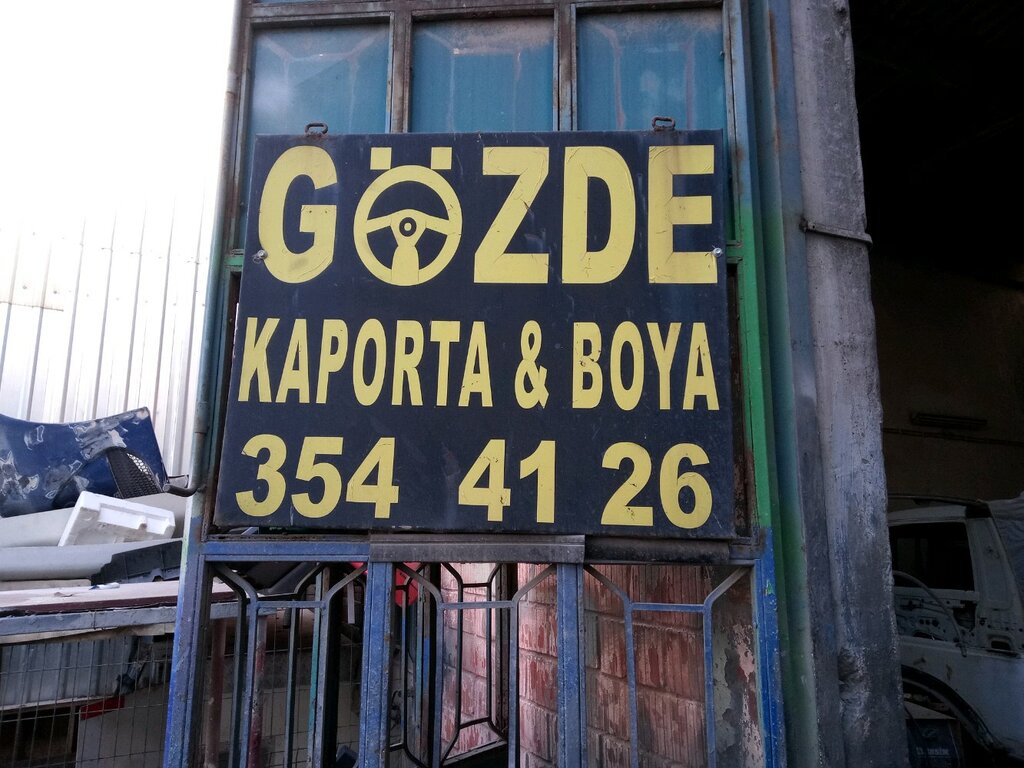 GÖZDE
KAPORTA & BOYA
354 41 26